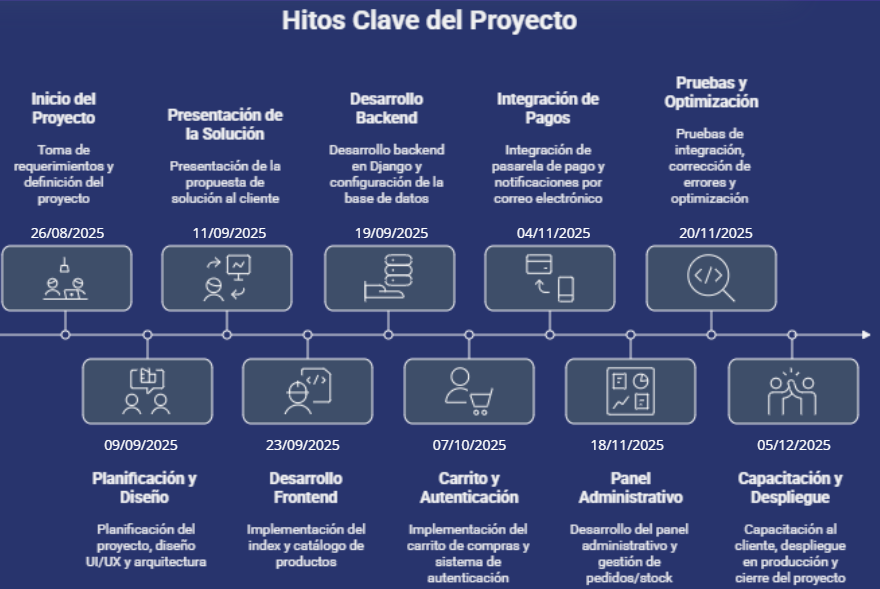 Hitos Clave del Proyecto
Inicio del
Proyecto
Toma de
requerimientos y
definición del
proyecto
26/08/2025
Presentación de
la Solución
Presentación de la
propuesta de
solución al cliente
11/09/2025
Desarrollo
Backend
Desarrollo backend
en Django y
configuración de la
base de datos
19/09/2025
Integración de
Pagos
Integración de
pasarela de pago y
notificaciones por
correo electrónico
04/11/2025
Pruebas y
Optimización
Pruebas de
integración,
corrección de
errores y
optimización
20/11/2025
09/09/2025
Planificación y
Diseño
Planificación del
proyecto, diseño
UI/UX y arquitectura
23/09/2025
Desarrollo
Frontend
Implementación del
index y catálogo de
productos
07/10/2025
Carrito y
Autenticación
Implementación del
carrito de compras y
sistema de
autenticación
18/11/2025
Panel
Administrativo
Desarrollo del panel
administrativo y
gestión de
pedidos/stock
05/12/2025
Capacitación y
Despliegue
Capacitación al
cliente, despliegue
en producción y
cierre del proyecto